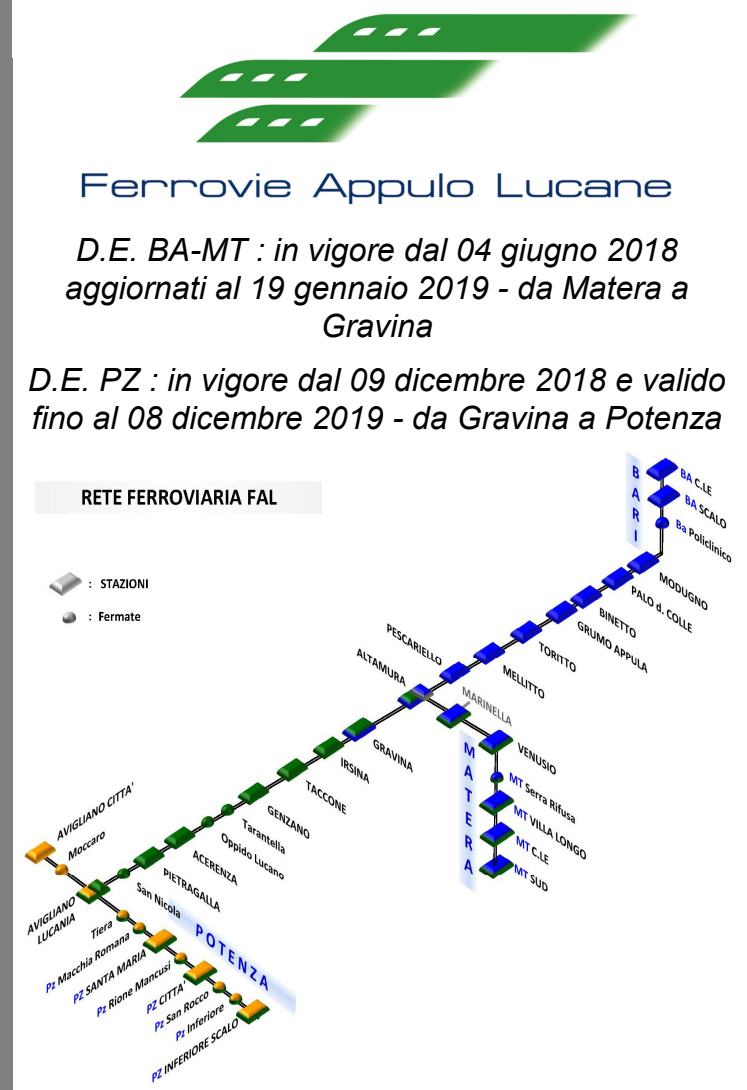 Ferrovie Appulo Lucane
D.E. BA-MT : in vigore dal 04 giugno 2018
aggiornati al 19 gennaio 2019 - da Matera a
Gravina
D.E. PZ : in vigore dal 09 dicembre 2018 e valido
fino al 08 dicembre 2019 - da Gravina a Potenza
RETE FERROVIARIA FAL
: STAZIONI
: Fermate
BARI
BA C.LE
BA SCALO
Ba Policlinico
MODUGNO
PALO d. COLLE
BINETTO
GRUMO APPULA
TORITTO
MELLITTO
PESCARIELLO
ALTAMURA
MARINELLA
VENUSIO
MATERA
MT Serra Rifusa
MT VILLA LONGO
MT C.LE
MT SUD
GRAVINA
IRSINA
TACCONE
GENZANO
Tarantella
Oppido Lucano
ACERENZA
PIETRAGALLA
San Nicola
AVIGLIANO CITTA'
Moccaro
AVIGLIANO
LUCANIA
POTENZA
Tiera
Pz Macchia Romana
PZ SANTA MARIA
Pz Rione Mancusi
PZ CITTA'
Pz San Rocco
Pz Inferiore
PZ INFERIORE SCALO